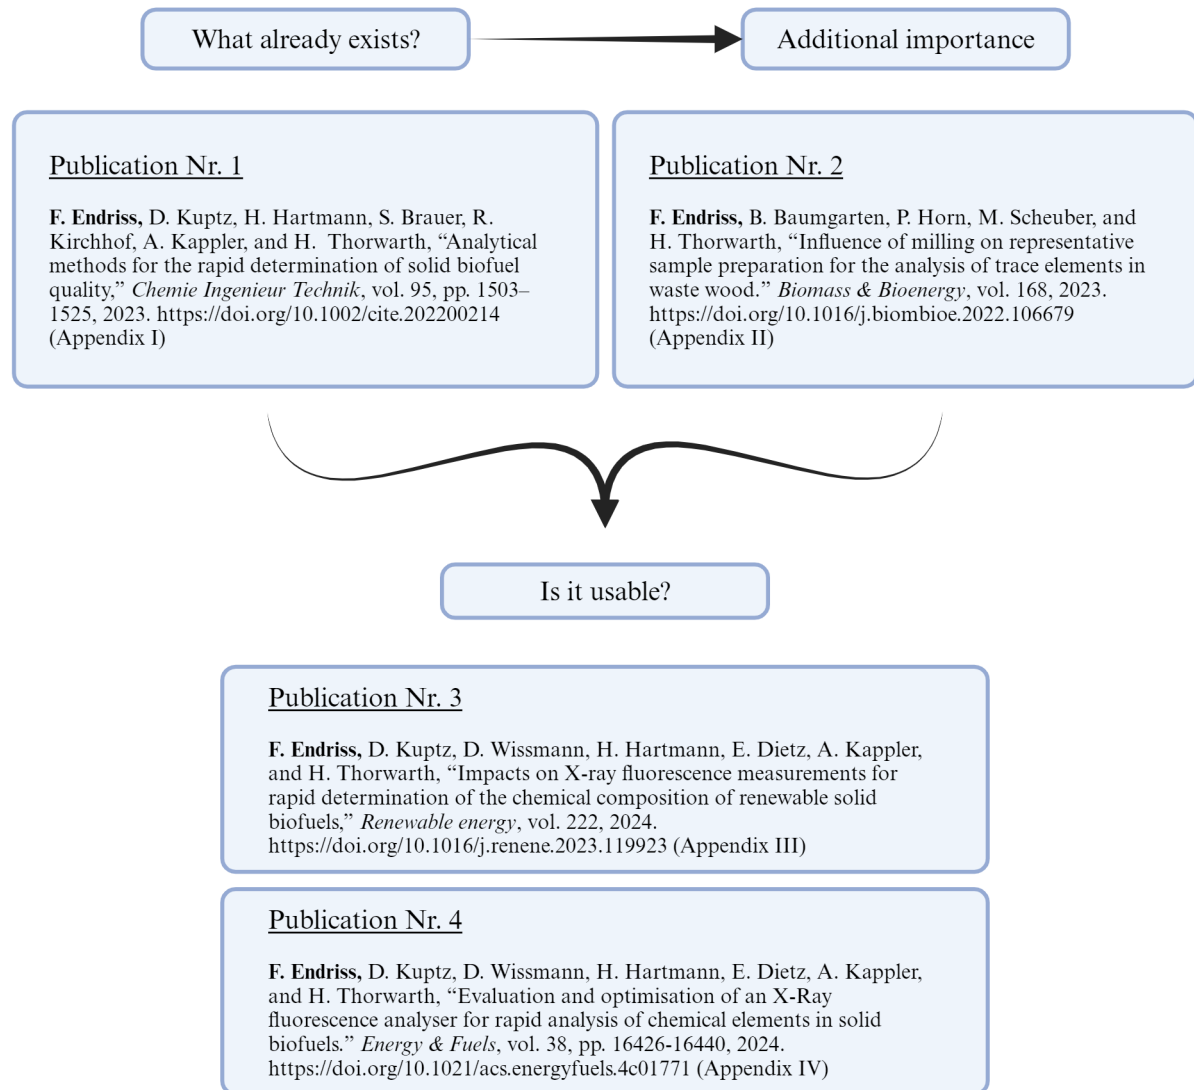 What already exists?
Additional importance
Publication Nr. 1
F. Endriss, D. Kuptz, H. Hartmann, S. Brauer, R.
Kirchhof, A. Kappler, and H. Thorwarth, “Analytical
methods for the rapid determination of solid biofuel
quality,” Chemie Ingenieur Technik, vol. 95, pp. 1503–
1525, 2023. https://doi.org/10.1002/cite.202200214
(Appendix I)
Publication Nr. 2
F. Endriss, B. Baumgarten, P. Horn, M. Scheuber, and
H. Thorwarth, “Influence of milling on representative
sample preparation for the analysis of trace elements in
waste wood.” Biomass & Bioenergy, vol. 168, 2023.
https://doi.org/10.1016/j.biombioe.2022.106679
(Appendix II)
Is it usable?
Publication Nr. 3
F. Endriss, D. Kuptz, D. Wissmann, H. Hartmann, E. Dietz, A. Kappler,
and H. Thorwarth, “Impacts on X-ray fluorescence measurements for
rapid determination of the chemical composition of renewable solid
biofuels,” Renewable energy, vol. 222, 2024.
https://doi.org/10.1016/j.renene.2023.119923 (Appendix III)
Publication Nr. 4
F. Endriss, D. Kuptz, D. Wissmann, H. Hartmann, E. Dietz, A. Kappler,
and H. Thorwarth, “Evaluation and optimisation of an X-Ray
fluorescence analyser for rapid analysis of chemical elements in solid
biofuels.” Energy & Fuels, vol. 38, pp. 16426-16440, 2024.
https://doi.org/10.1021/acs.energyfuels.4c01771 (Appendix IV)